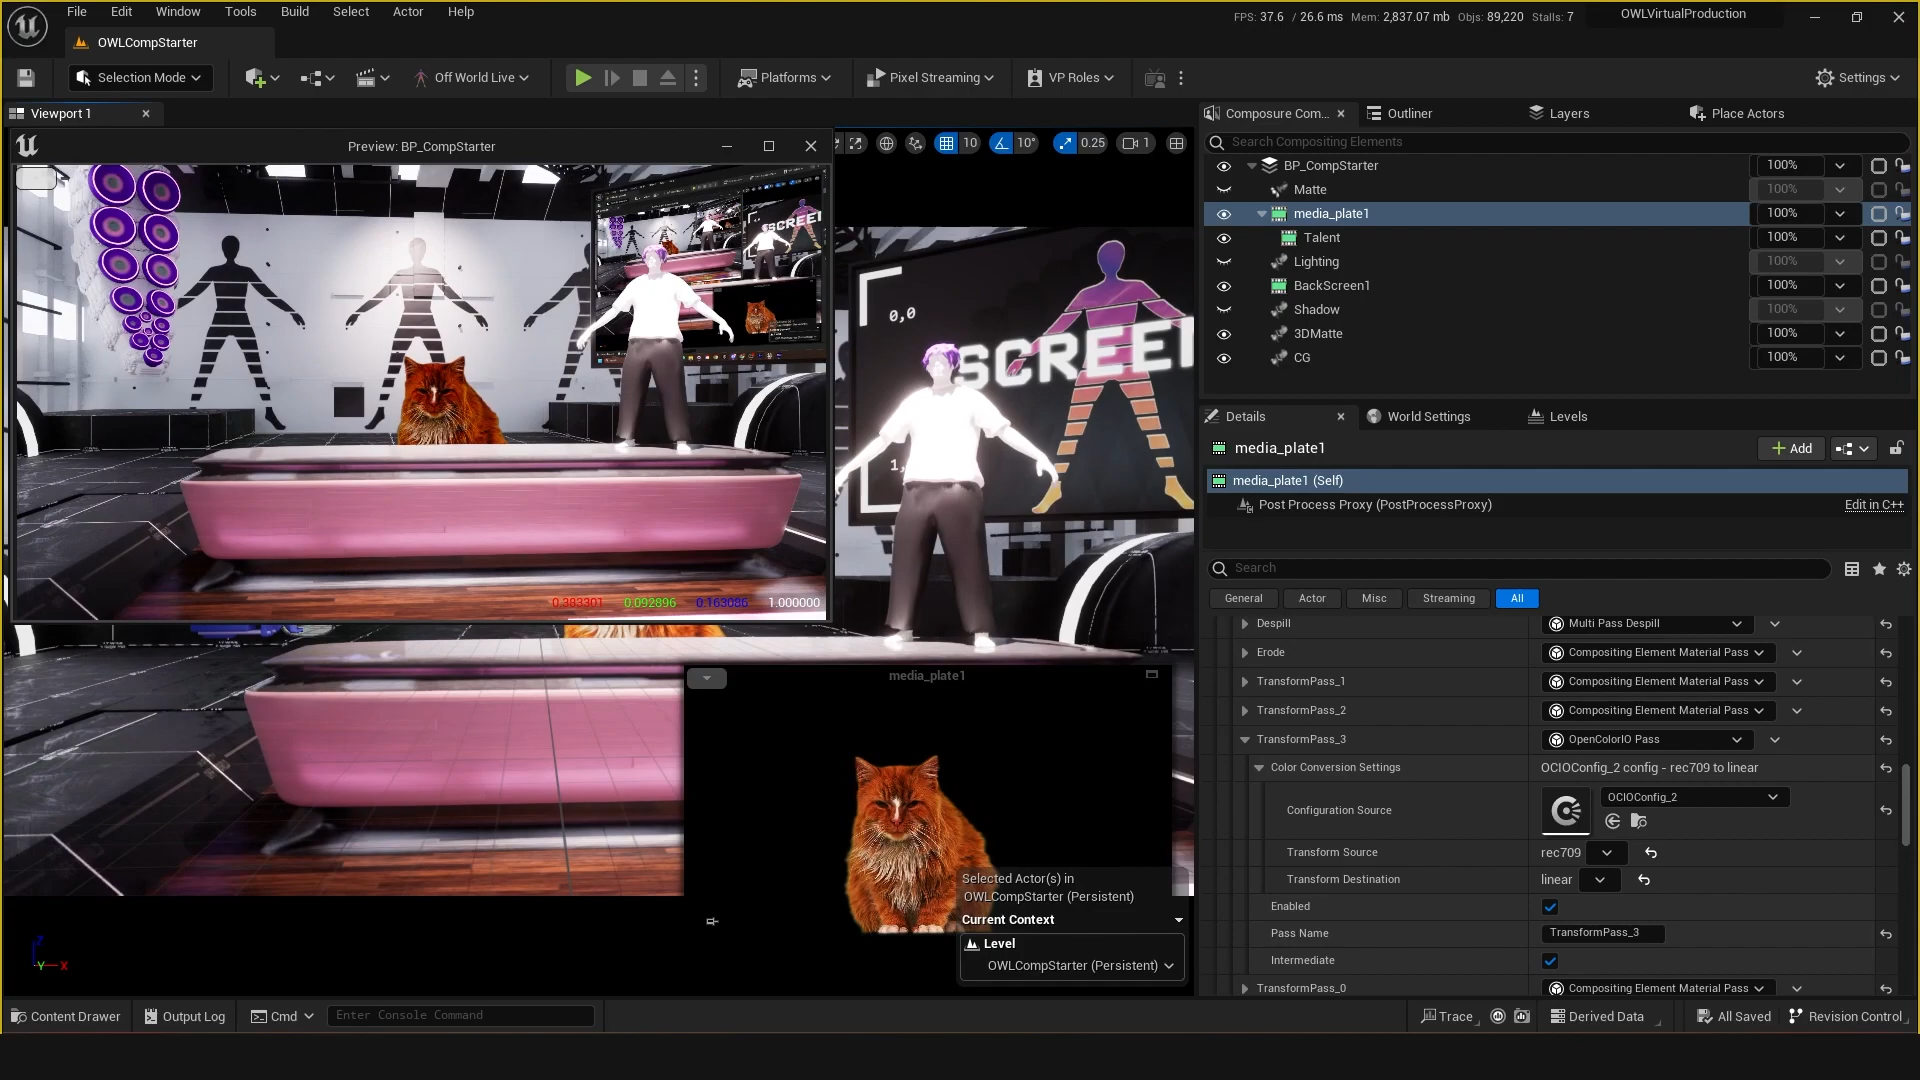 File Edit Window Tools Build Select Actor Help
FPS: 37.6 / 26.6 ms Mem: 2,837.07 mb Objs: 89,220 Stalls: 7
OWLVirtualProduction
OWLCompStarter
Selection Mode
Off World Live
Platforms
Pixel Streaming
VP Roles
Settings
Viewport 1
Preview: BP_CompStarter
10
10°
0.25
1
0,0
SCREE
1,
0.383301 0.092896 0.163086 1.000000
media_plate1
Selected Actor(s) in
OWLCompStarter (Persistent)
Current Context
Level
OWLCompStarter (Persistent)
Z
Y X
Composure Com...
Outliner
Layers
Place Actors
Search Compositing Elements
BP_CompStarter 100%
Matte 100%
media_plate1 100%
Talent 100%
Lighting 100%
BackScreen1 100%
Shadow 100%
3DMatte 100%
CG 100%
Details
World Settings
Levels
media_plate1
Add
media_plate1 (Self)
Post Process Proxy (PostProcessProxy) Edit in C++
Search
General Actor Misc Streaming All
Despill Multi Pass Despill
Erode Compositing Element Material Pass
TransformPass_1 Compositing Element Material Pass
TransformPass_2 Compositing Element Material Pass
TransformPass_3 OpenColorIO Pass
Color Conversion Settings OCIOConfig_2 config - rec709 to linear
Configuration Source OCIOConfig_2
Transform Source rec709
Transform Destination linear
Enabled
Pass Name TransformPass_3
Intermediate
TransformPass_0 Compositing Element Material Pass
Content Drawer
Output Log
Cmd
Enter Console Command
Trace
Derived Data
All Saved
Revision Control